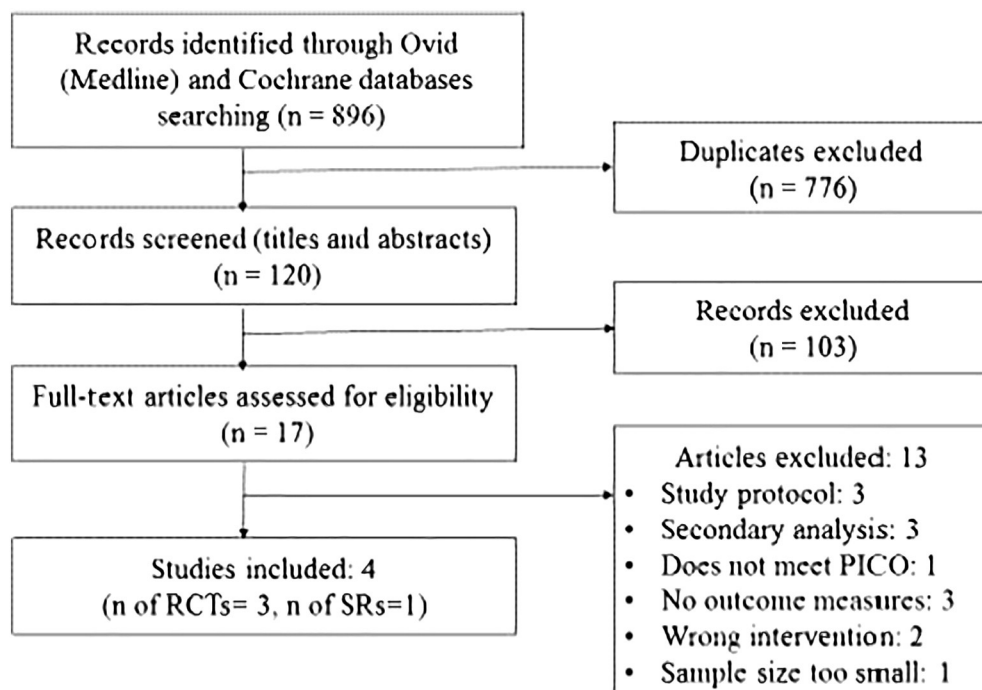 Records identified through Ovid
(Medline) and Cochrane databases
searching (n = 896)
Duplicates excluded
(n = 776)
Records screened (titles and abstracts)
(n = 120)
Records excluded
(n = 103)
Full-text articles assessed for eligibility
(n = 17)
Articles excluded: 13
• Study protocol: 3
• Secondary analysis: 3
• Does not meet PICO: 1
• No outcome measures: 3
• Wrong intervention: 2
• Sample size too small: 1
Studies included: 4
(n of RCTs= 3, n of SRs=1)